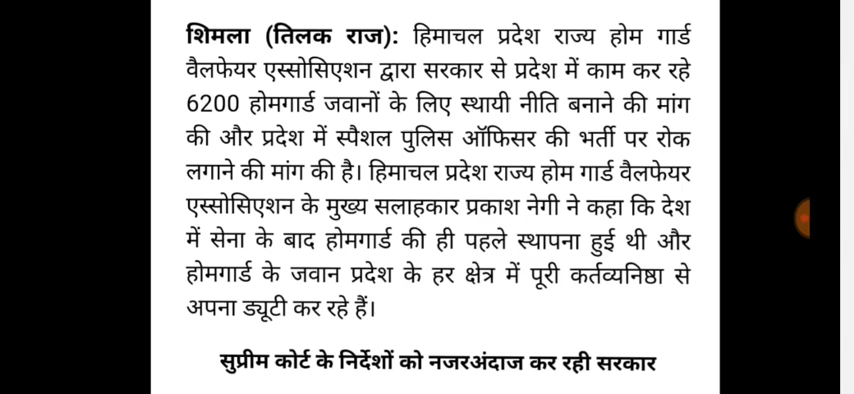 शिमला (तिलक राज): हिमाचल प्रदेश राज्य होम गार्ड
वैलफेयर एस्सोसिएशन द्वारा सरकार से प्रदेश में काम कर रहे
6200 होमगार्ड जवानों के लिए स्थायी नीति बनाने की मांग
की और प्रदेश में स्पैशल पुलिस ऑफिसर की भर्ती पर रोक
लगाने की मांग की है। हिमाचल प्रदेश राज्य होम गार्ड वैलफेयर
एस्सोसिएशन के मुख्य सलाहकार प्रकाश नेगी ने कहा कि देश
में सेना के बाद होमगार्ड की ही पहले स्थापना हुई थी और
होमगार्ड के जवान प्रदेश के हर क्षेत्र में पूरी कर्तव्यनिष्ठा से
अपना ड्यूटी कर रहे हैं।
सुप्रीम कोर्ट के निर्देशों को नजरअंदाज कर रही सरकार